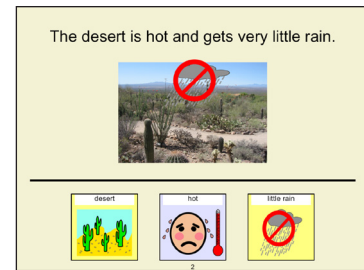 The desert is hot and gets very little rain.
desert
hot
little rain
2